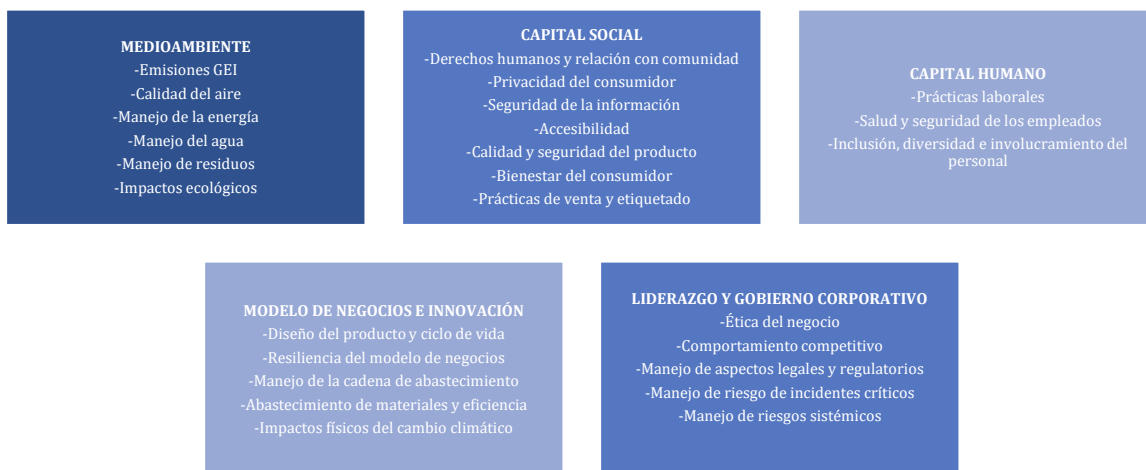 MEDIOAMBIENTE
-Emisiones GEI
-Calidad del aire
-Manejo de la energía
-Manejo del agua
-Manejo de residuos
-Impactos ecológicos
CAPITAL SOCIAL
-Derechos humanos y relación con comunidad
-Privacidad del consumidor
-Seguridad de la información
-Accesibilidad
-Calidad y seguridad del producto
-Bienestar del consumidor
-Prácticas de venta y etiquetado
CAPITAL HUMANO
-Prácticas laborales
-Salud y seguridad de los empleados
-Inclusión, diversidad e involucramiento del
personal
MODELO DE NEGOCIOS E INNOVACIÓN
-Diseño del producto y ciclo de vida
-Resiliencia del modelo de negocios
-Manejo de la cadena de abastecimiento
-Abastecimiento de materiales y eficiencia
-Impactos físicos del cambio climático
LIDERAZGO Y GOBIERNO CORPORATIVO
-Ética del negocio
-Comportamiento competitivo
-Manejo de aspectos legales y regulatorios
-Manejo de riesgo de incidentes críticos
-Manejo de riesgos sistémicos